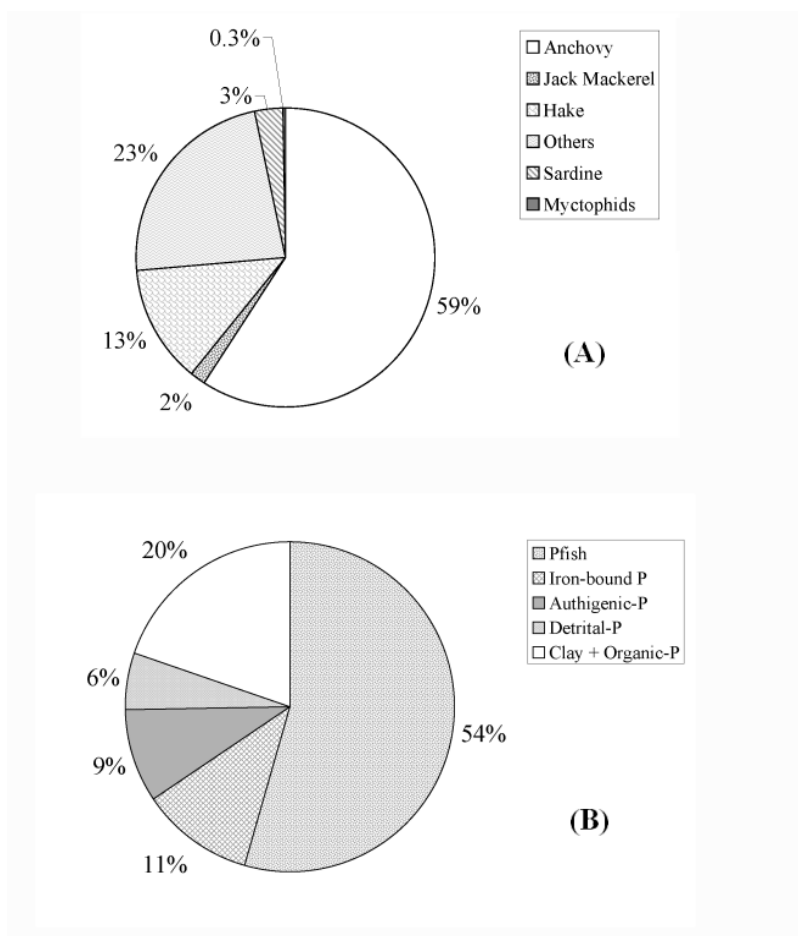 0.3%
3%
23%
13%
2%
59%
Anchovy
Jack Mackerel
Hake
Others
Sardine
Myctophids
(A)
20%
6%
9%
11%
54%
Pfish
Iron-bound P
Authigenic-P
Detrital-P
Clay + Organic-P
(B)